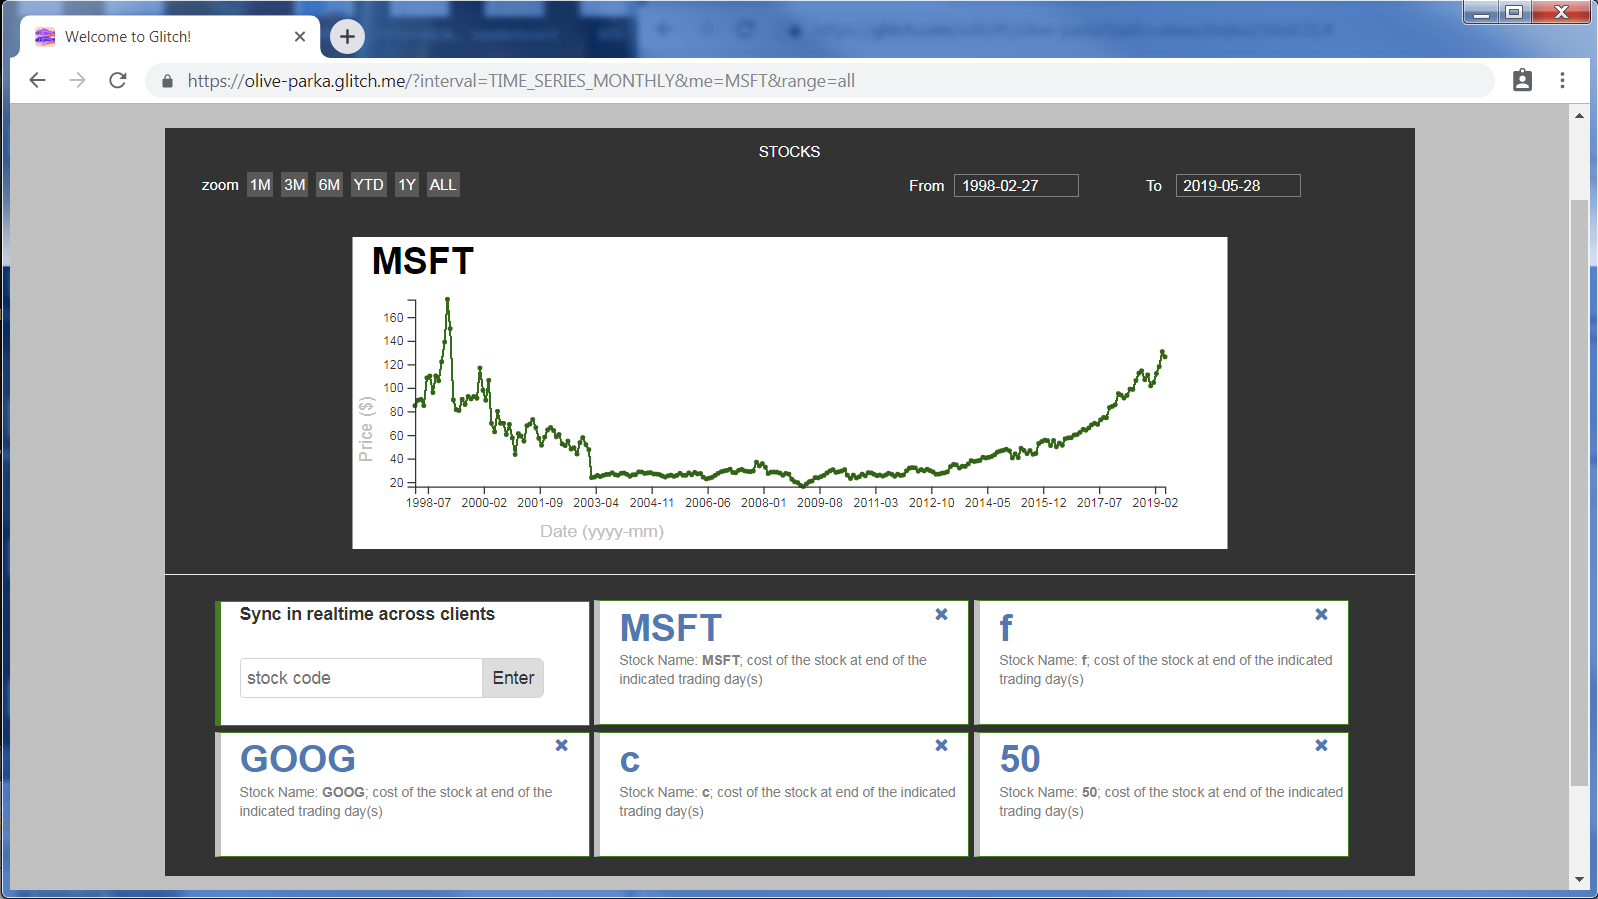 Welcome to Glitch!
https://olive-parka.glitch.me/?interval=TIME_SERIES_MONTHLY&me=MSFT&range=all
STOCKS
zoom 1M 3M 6M YTD 1Y ALL From 1998-02-27 To 2019-05-28
MSFT
160
140
120
100
80
60
40
20
Price ($)
1998-07 2000-02 2001-09 2003-04 2004-11 2006-06 2008-01 2009-08 2011-03 2012-10 2014-05 2015-12 2017-07 2019-02
Date (yyyy-mm)
Sync in realtime across clients
stock code Enter
MSFT
Stock Name: MSFT; cost of the stock at end of the
indicated trading day(s)
f
Stock Name: f; cost of the stock at end of the indicated
trading day(s)
GOOG
Stock Name: GOOG; cost of the stock at end of the
indicated trading day(s)
c
Stock Name: c; cost of the stock at end of the indicated
trading day(s)
50
Stock Name: 50; cost of the stock at end of the indicated
trading day(s)